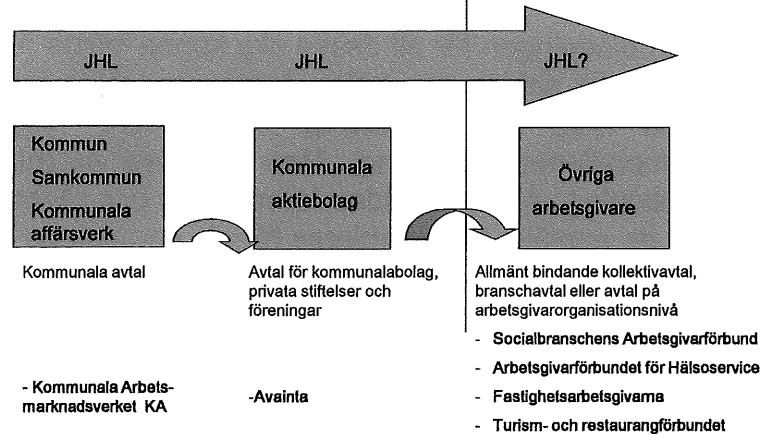 JHL JHL JHL?
Kommun
Samkommun
Kommunala
affärsverk
Kommunala
aktiebolag
Övriga
arbetsgivare
Kommunala avtal
Avtal för kommunalabolag,
privata stiftelser och
föreningar
Allmänt bindande kollektivavtal,
branschavtal eller avtal på
arbetsgivarorganisationsnivå
- Kommunala Arbets-
marknadsverket KA
-Avainta
- Socialbranschens Arbetsgivarförbund
- Arbetsgivarförbundet för Hälsoservice
- Fastighetsarbetsgivarna
- Turism- och restaurangförbundet